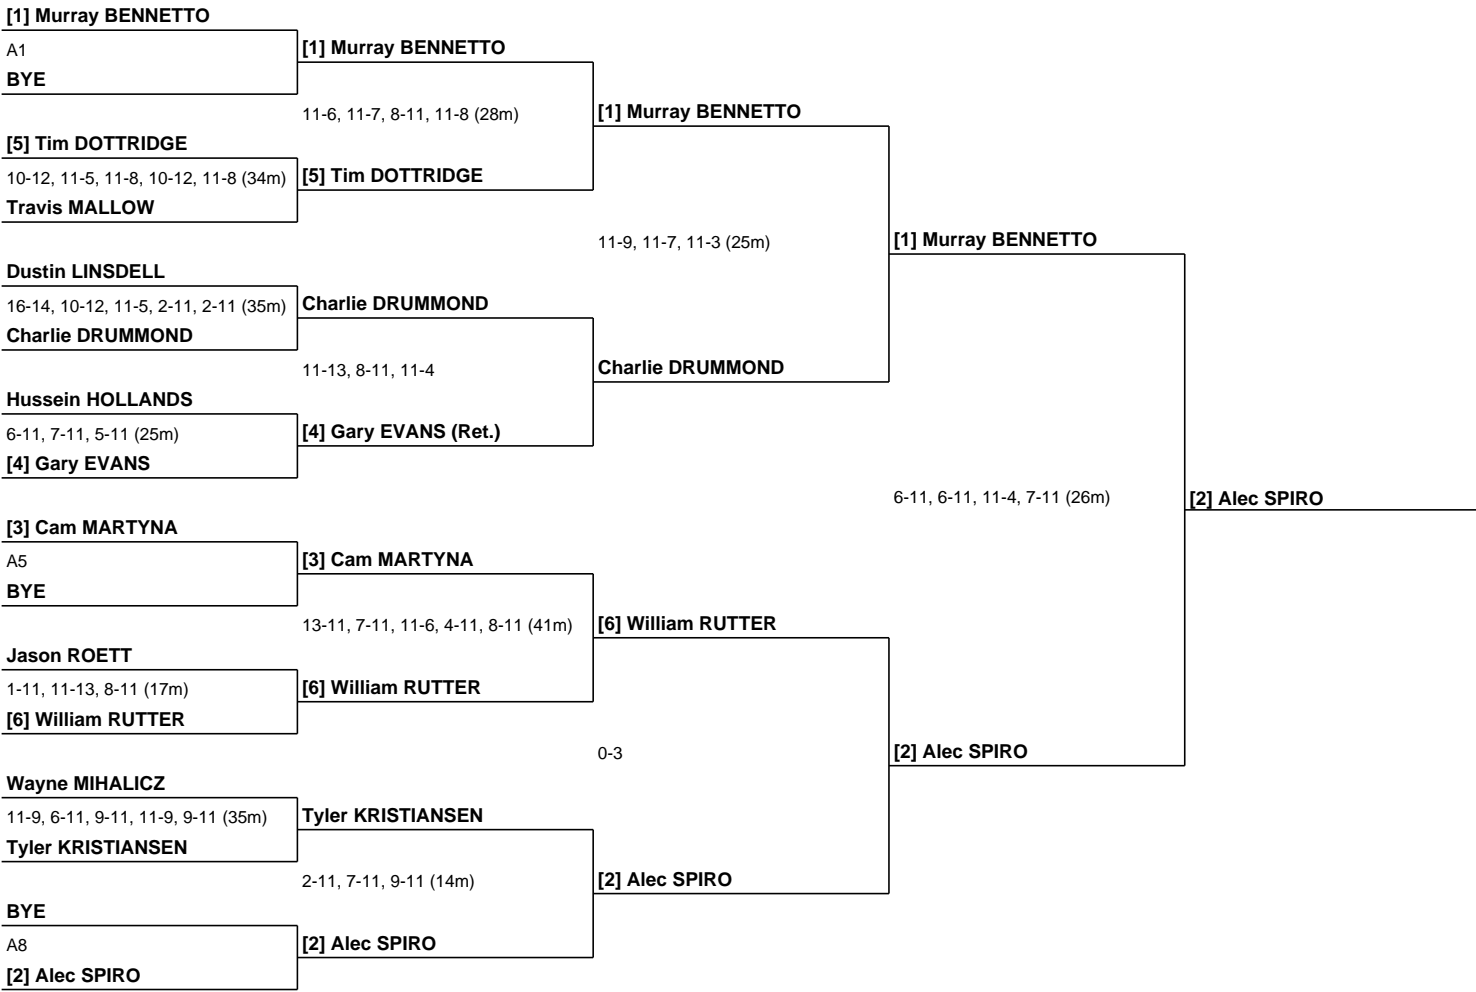 [1] Murray BENNETTO
A1
BYE
[5] Tim DOTTRIDGE
10-12, 11-5, 11-8, 10-12, 11-8 (34m)
Travis MALLOW
Dustin LINSDELL
16-14, 10-12, 11-5, 2-11, 2-11 (35m)
Charlie DRUMMOND
Hussein HOLLANDS
6-11, 7-11, 5-11 (25m)
[4] Gary EVANS
[3] Cam MARTYNA
A5
BYE
Jason ROETT
1-11, 11-13, 8-11 (17m)
[6] William RUTTER
Wayne MIHALICZ
11-9, 6-11, 9-11, 11-9, 9-11 (35m)
Tyler KRISTIANSEN
BYE
A8
[2] Alec SPIRO
[1] Murray BENNETTO
11-6, 11-7, 8-11, 11-8 (28m)
[5] Tim DOTTRIDGE
Charlie DRUMMOND
11-13, 8-11, 11-4
[4] Gary EVANS (Ret.)
[3] Cam MARTYNA
13-11, 7-11, 11-6, 4-11, 8-11 (41m)
[6] William RUTTER
Tyler KRISTIANSEN
2-11, 7-11, 9-11 (14m)
[2] Alec SPIRO
[1] Murray BENNETTO
11-9, 11-7, 11-3 (25m)
Charlie DRUMMOND
[6] William RUTTER
0-3
[2] Alec SPIRO
[1] Murray BENNETTO
6-11, 6-11, 11-4, 7-11 (26m)
[2] Alec SPIRO
[2] Alec SPIRO